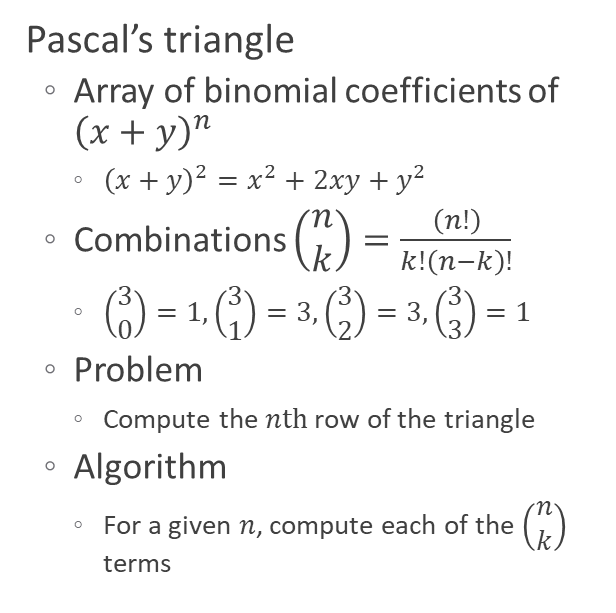 Pascal's triangle
◦ Array of binomial coefficients of
(x + y)ⁿ
◦ (x + y)² = x² + 2xy + y²
◦ Combinations (n k) = (n!) / k!(n−k)!
◦ (3 0) = 1, (3 1) = 3, (3 2) = 3, (3 3) = 1
◦ Problem
◦ Compute the nth row of the triangle
◦ Algorithm
◦ For a given n, compute each of the (n k)
terms